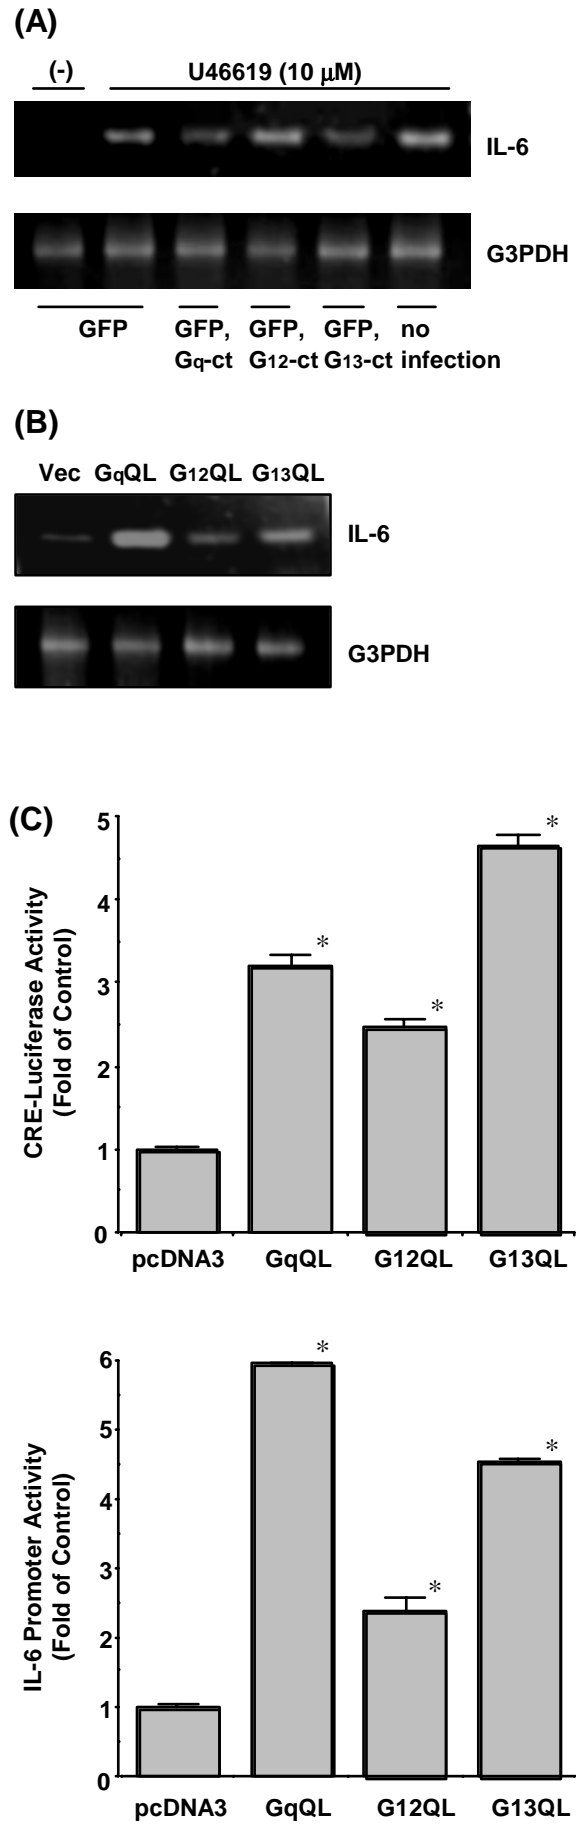 (A)
(-) U46619 (10 µM)
IL-6
G3PDH
GFP GFP, GFP, GFP, no
Gq-ct G12-ct G13-ct infection
(B)
Vec GqQL G12QL G13QL
IL-6
G3PDH
(C)
CRE-Luciferase Activity
(Fold of Control)
5
4
3
2
1
0
* * *
pcDNA3 GqQL G12QL G13QL
IL-6 Promoter Activity
(Fold of Control)
6
5
4
3
2
1
0
* * *
pcDNA3 GqQL G12QL G13QL